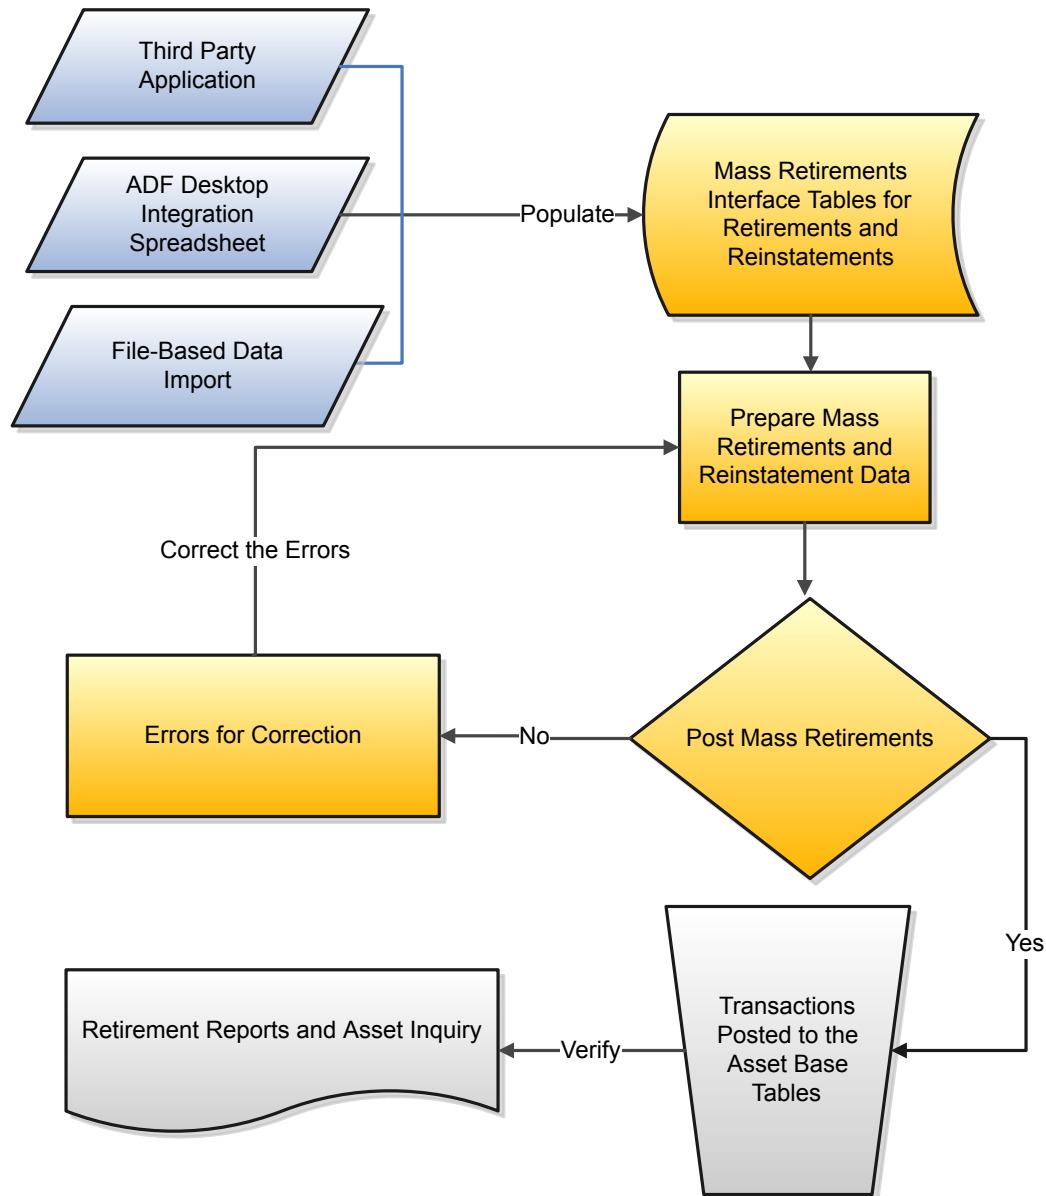 Third Party
Application
ADF Desktop
Integration
Spreadsheet
File-Based Data
Import
Populate
Mass Retirements
Interface Tables for
Retirements and
Reinstatements
Prepare Mass
Retirements and
Reinstatement Data
Correct the Errors
Errors for Correction
No
Post Mass Retirements
Yes
Transactions
Posted to the
Asset Base
Tables
Verify
Retirement Reports and Asset Inquiry